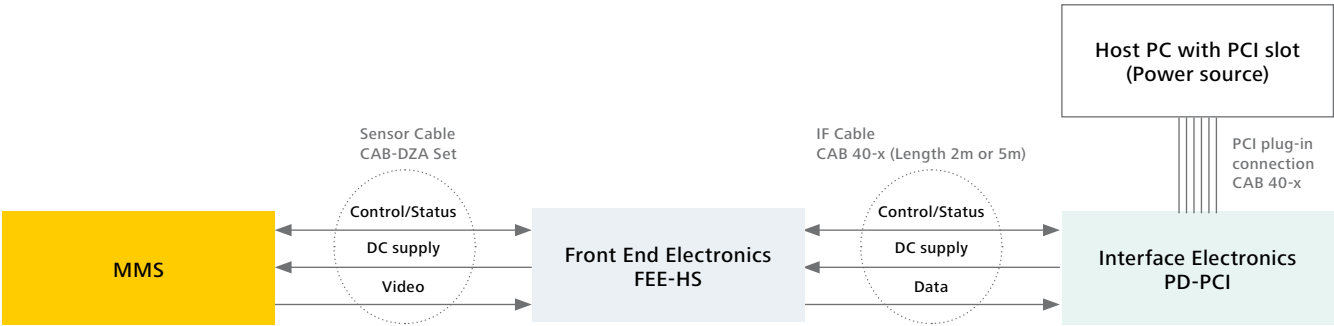 Host PC with PCI slot
(Power source)
Sensor Cable
CAB-DZA Set
IF Cable
CAB 40-x (Length 2m or 5m)
PCI plug-in
connection
CAB 40-x
MMS
Control/Status
DC supply
Video
Front End Electronics
FEE-HS
Control/Status
DC supply
Data
Interface Electronics
PD-PCI